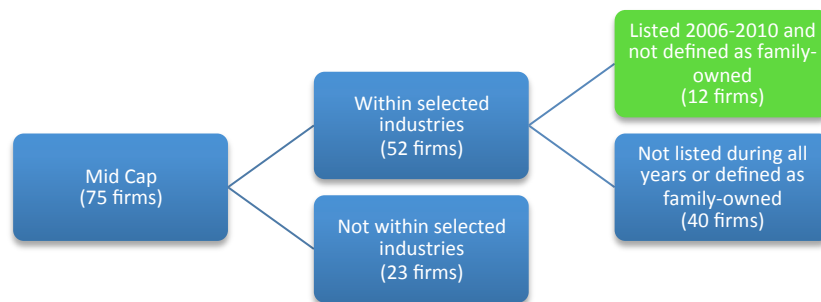 Mid Cap
(75 firms)
Within selected
industries
(52 firms)
Not within selected
industries
(23 firms)
Listed 2006-2010 and
not defined as family-
owned
(12 firms)
Not listed during all
years or defined as
family-owned
(40 firms)